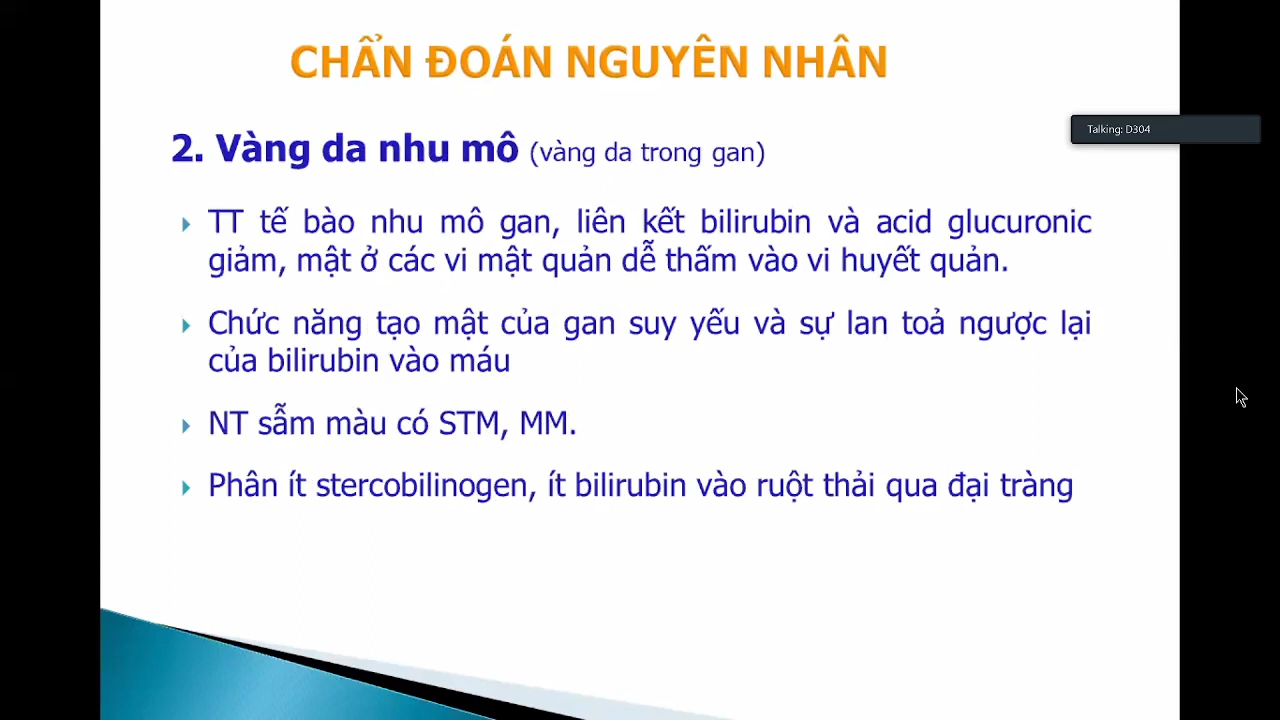 CHẨN ĐOÁN NGUYÊN NHÂN
Talking: D304
2. Vàng da nhu mô (vàng da trong gan)
TT tế bào nhu mô gan, liên kết bilirubin và acid glucuronic
giảm, mật ở các vi mật quản dễ thấm vào vi huyết quản.
Chức năng tạo mật của gan suy yếu và sự lan toả ngược lại
của bilirubin vào máu
NT sẫm màu có STM, MM.
Phân ít stercobilinogen, ít bilirubin vào ruột thải qua đại tràng